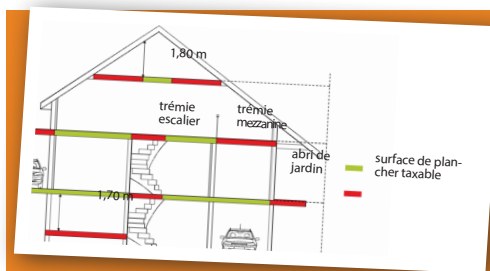 1,80 m
trémie
escalier
trémie
mezzanine
abri de
jardin
surface de plan-
cher taxable
1,70 m